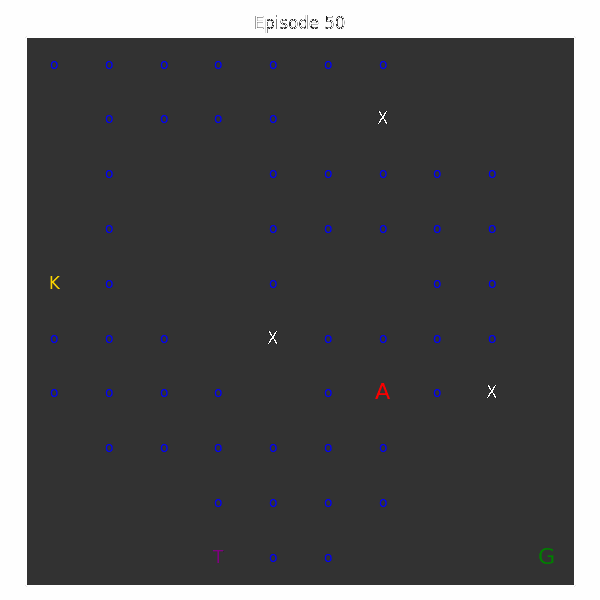 Episode 50
o o o o o o o
o o o o X
o o o o o o
o o o o o o
K o o o o
o o o X o o o o
o o o o o A o X
o o o o o o
o o o o
T o o G